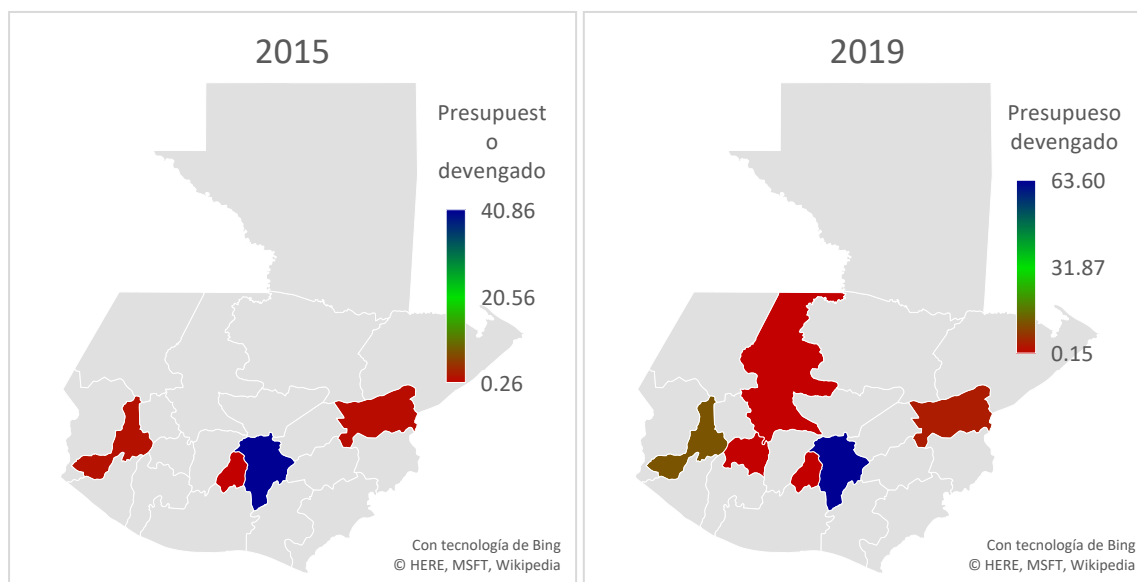 2015
Presupuest
o
devengado
40.86
20.56
0.26
Con tecnología de Bing
© HERE, MSFT, Wikipedia
2019
Presupueso
devengado
63.60
31.87
0.15
Con tecnología de Bing
© HERE, MSFT, Wikipedia